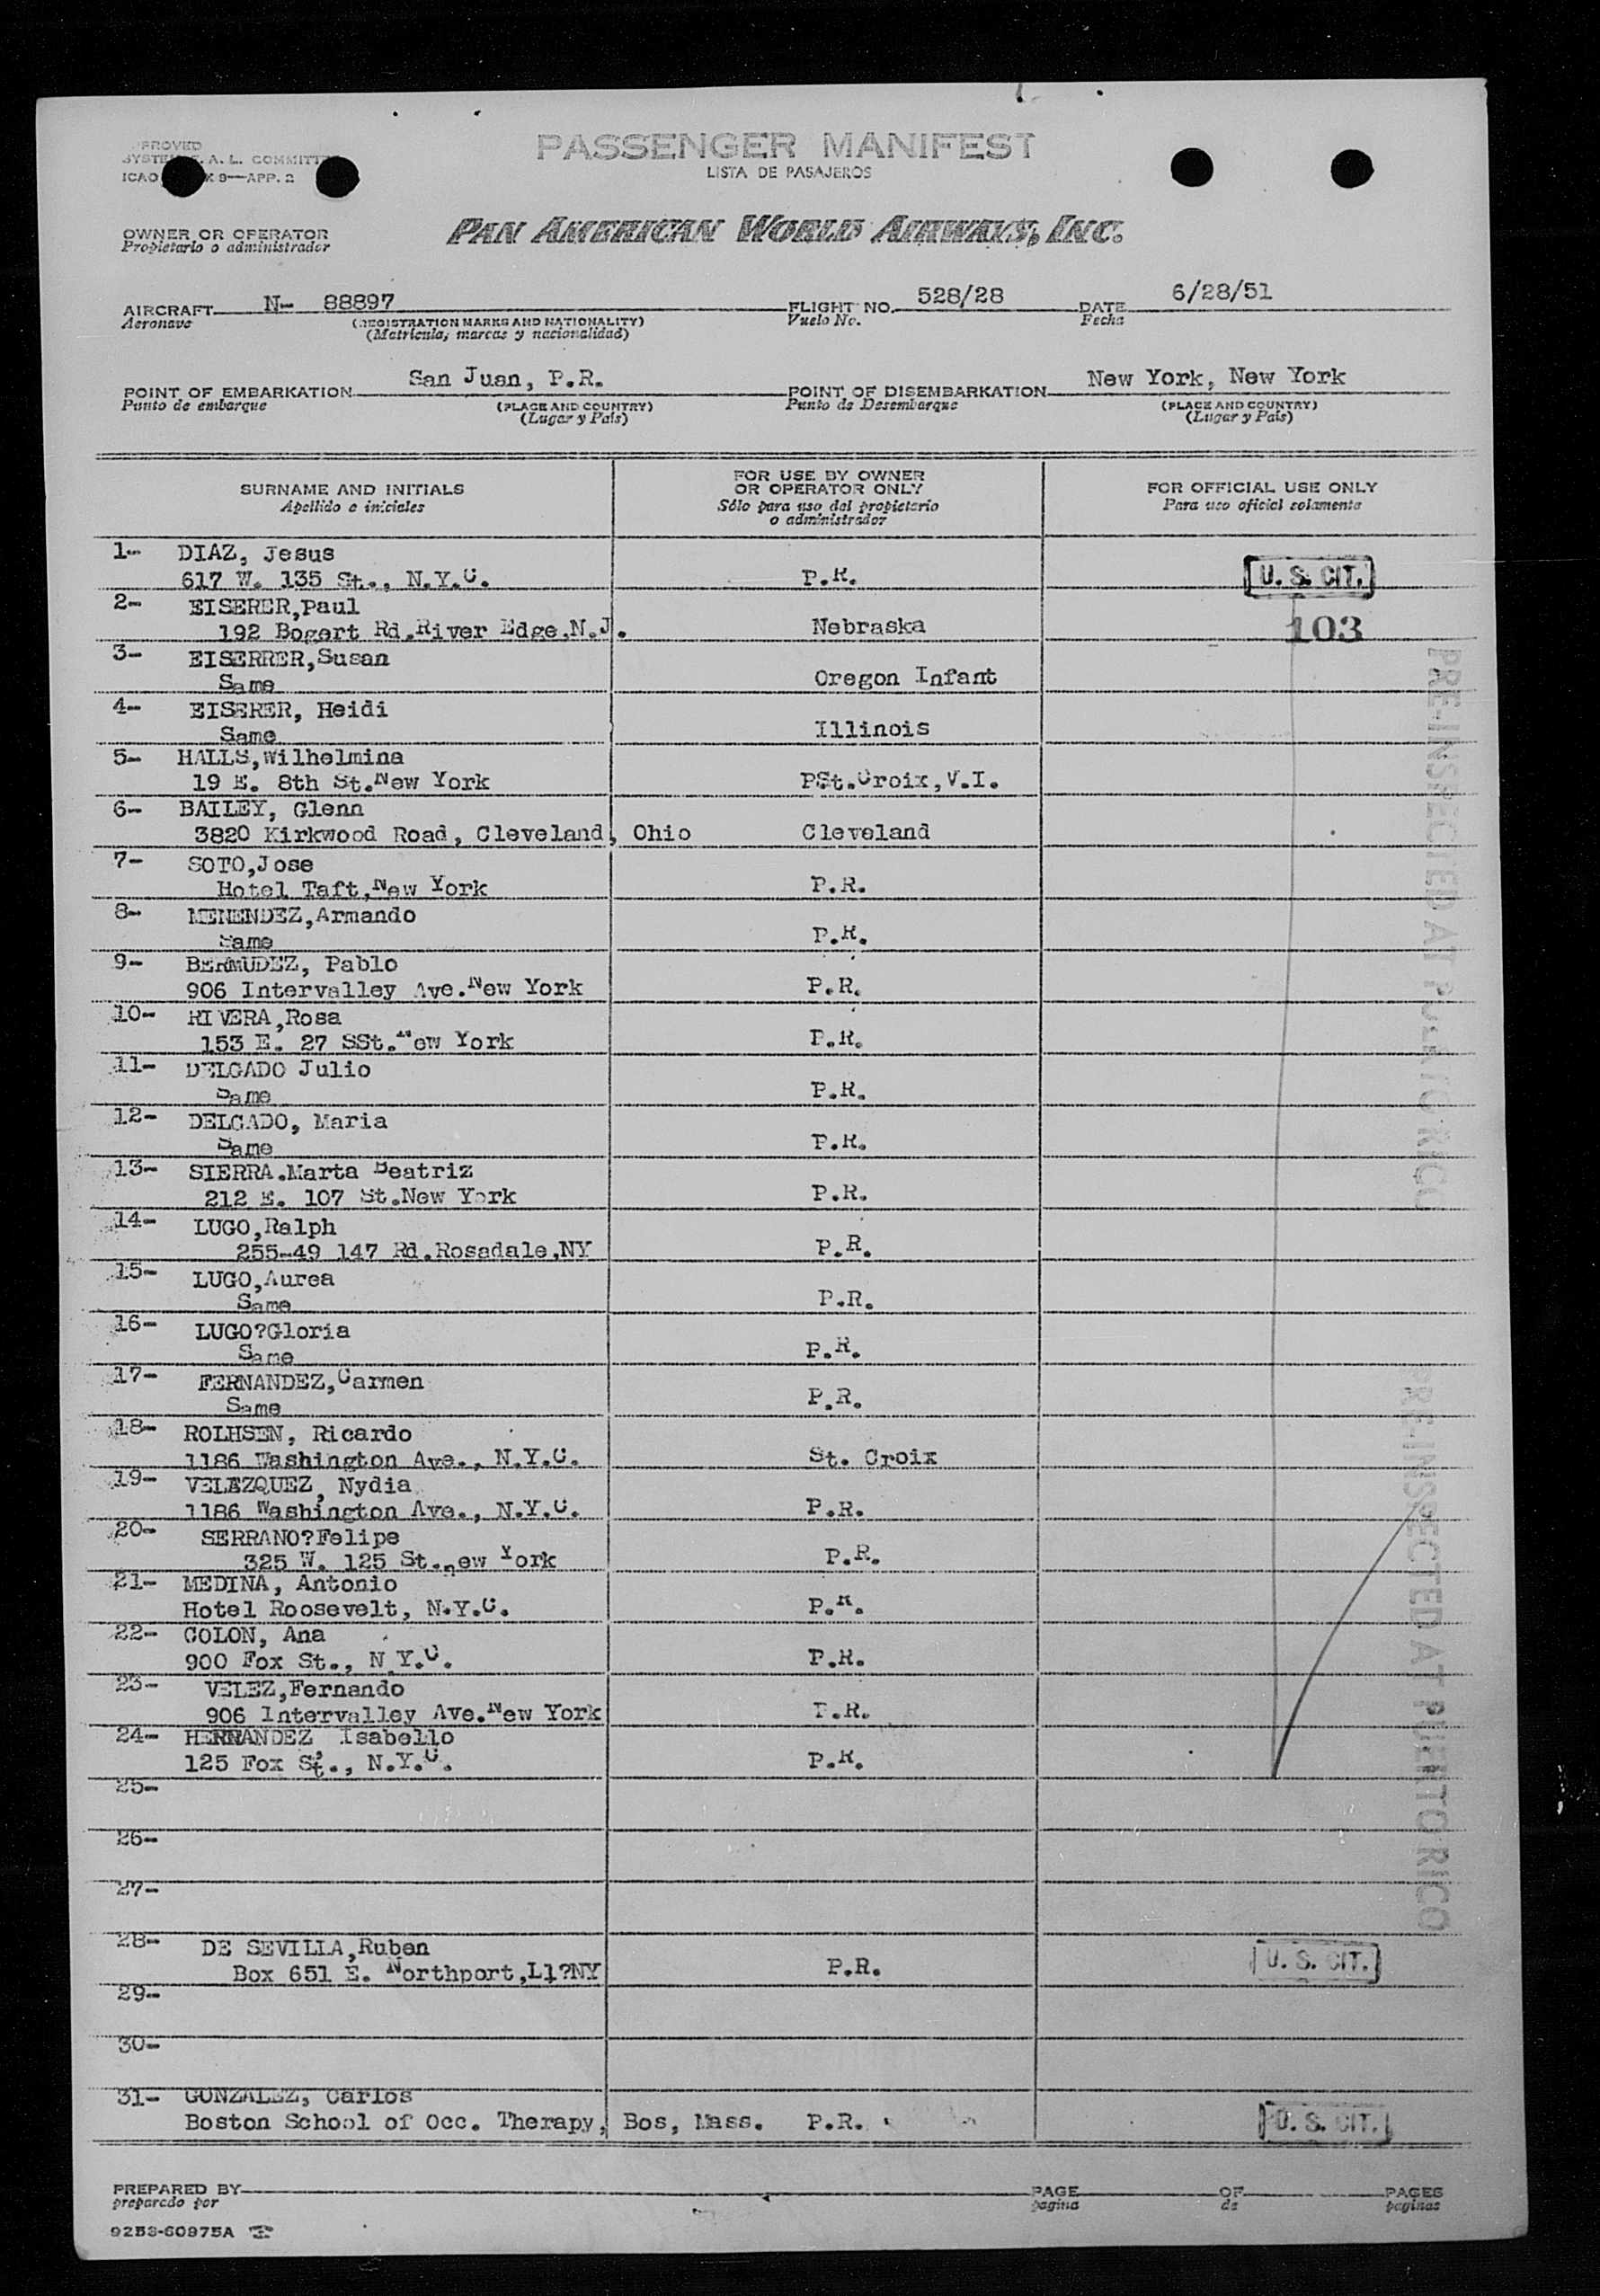 PASSENGER MANIFEST
LISTA DE PASAJEROS
A. L.
ICAO
9—APP. 2
PAN AMERICAN WORLD AIRWAYS, INC.
OWNER OR OPERATOR
Propietario o administrador
AIRCRAFT N- 88897 FLIGHT NO. 528/28 DATE 6/28/51
Aeronave (REGISTRATION MARKS AND NATIONALITY) Vuelo No. Fecha
(Matricula, marcas y nacionalidad)
POINT OF EMBARKATION San Juan, P.R. POINT OF DISEMBARKATION New York, New York
Punto de embarque (PLACE AND COUNTRY) Punto de Desembarque (PLACE AND COUNTRY)
(Lugar y País) (Lugar y País)
SURNAME AND INITIALS
Apellido e iniciales
FOR USE BY OWNER
OR OPERATOR ONLY
Sólo para uso del propietario
o administrador
FOR OFFICIAL USE ONLY
Para uso oficial solamente
1- DIAZ, Jesus
617 W. 135 St., N.Y.C. P.R. U. S. CIT.
2- EISERER,Paul
192 Bogert Rd.River Edge,N.J. Nebraska 103
3- EISERRER,Susan
Same Oregon Infant
4- EISERER, Heidi
Same Illinois
5- HALLS,Wilhelmina
19 E. 8th St.New York PSt.Croix,V.I.
6- BAILEY, Glenn
3820 Kirkwood Road, Cleveland, Ohio Cleveland
7- SOTO,Jose
Hotel Taft,New York P.R.
8- MENENDEZ,Armando
Same P.R.
9- BERMUDEZ, Pablo
906 Intervalley Ave.New York P.R.
10- RIVERA,Rosa
153 E. 27 SSt.New York P.R.
11- DELGADO Julio
Same P.R.
12- DELGADO, Maria
Same P.R.
13- SIERRA.Marta Beatriz
212 E. 107 St.New York P.R.
14- LUGO,Ralph
255-49 147 Rd.Rosadale,NY P.R.
15- LUGO,Aurea
Same P.R.
16- LUGO?Gloria
Same P.R.
17- FERNANDEZ,Carmen
Same P.R.
18- ROLHSEN, Ricardo
1186 Washington Ave., N.Y.C. St. Croix
19- VELAZQUEZ, Nydia
1186 Washington Ave., N.Y.C. P.R.
20- SERRANO?Felipe
325 W. 125 St.new York P.R.
21- MEDINA, Antonio
Hotel Roosevelt, N.Y.C. P.R.
22- COLON, Ana
900 Fox St., N.Y.C. P.R.
23- VELEZ,Fernando
906 Intervalley Ave.New York P.R.
24- HERNANDEZ Isabello
125 Fox St., N.Y.C. P.R.
25-
26-
27-
28- DE SEVILLA,Ruben
Box 651 E. Northport,Ll?NY P.R. U. S. CIT.
29-
30-
31- GONZALEZ, Carlos
Boston School of Occ. Therapy, Bos, Mass. P.R. U. S. CIT.
PRE-INSPECTED AT PUERTO RICO
PRE-INSPECTED AT PUERTO RICO
PREPARED BY PAGE OF PAGES
preparado por pagina de paginas
9253-60975A